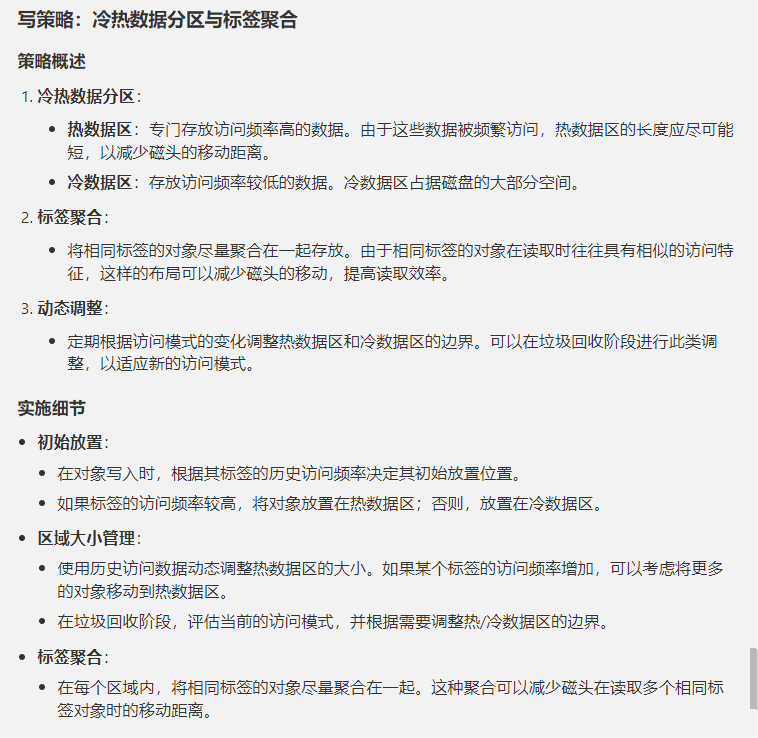 写策略：冷热数据分区与标签聚合
策略概述
1. 冷热数据分区：
• 热数据区：专门存放访问频率高的数据。由于这些数据被频繁访问，热数据区的长度应尽可能
短，以减少磁头的移动距离。
• 冷数据区：存放访问频率较低的数据。冷数据区占据磁盘的大部分空间。
2. 标签聚合：
• 将相同标签的对象尽量聚合在一起存放。由于相同标签的对象在读取时往往具有相似的访问特
征，这样的布局可以减少磁头的移动，提高读取效率。
3. 动态调整：
• 定期根据访问模式的变化调整热数据区和冷数据区的边界。可以在垃圾回收阶段进行此类调
整，以适应新的访问模式。
实施细节
• 初始放置：
• 在对象写入时，根据其标签的历史访问频率决定其初始放置位置。
• 如果标签的访问频率较高，将对象放置在热数据区；否则，放置在冷数据区。
• 区域大小管理：
• 使用历史访问数据动态调整热数据区的大小。如果某个标签的访问频率增加，可以考虑将更多
的对象移动到热数据区。
• 在垃圾回收阶段，评估当前的访问模式，并根据需要调整热/冷数据区的边界。
• 标签聚合：
• 在每个区域内，将相同标签的对象尽量聚合在一起。这种聚合可以减少磁头在读取多个相同标
签对象时的移动距离。